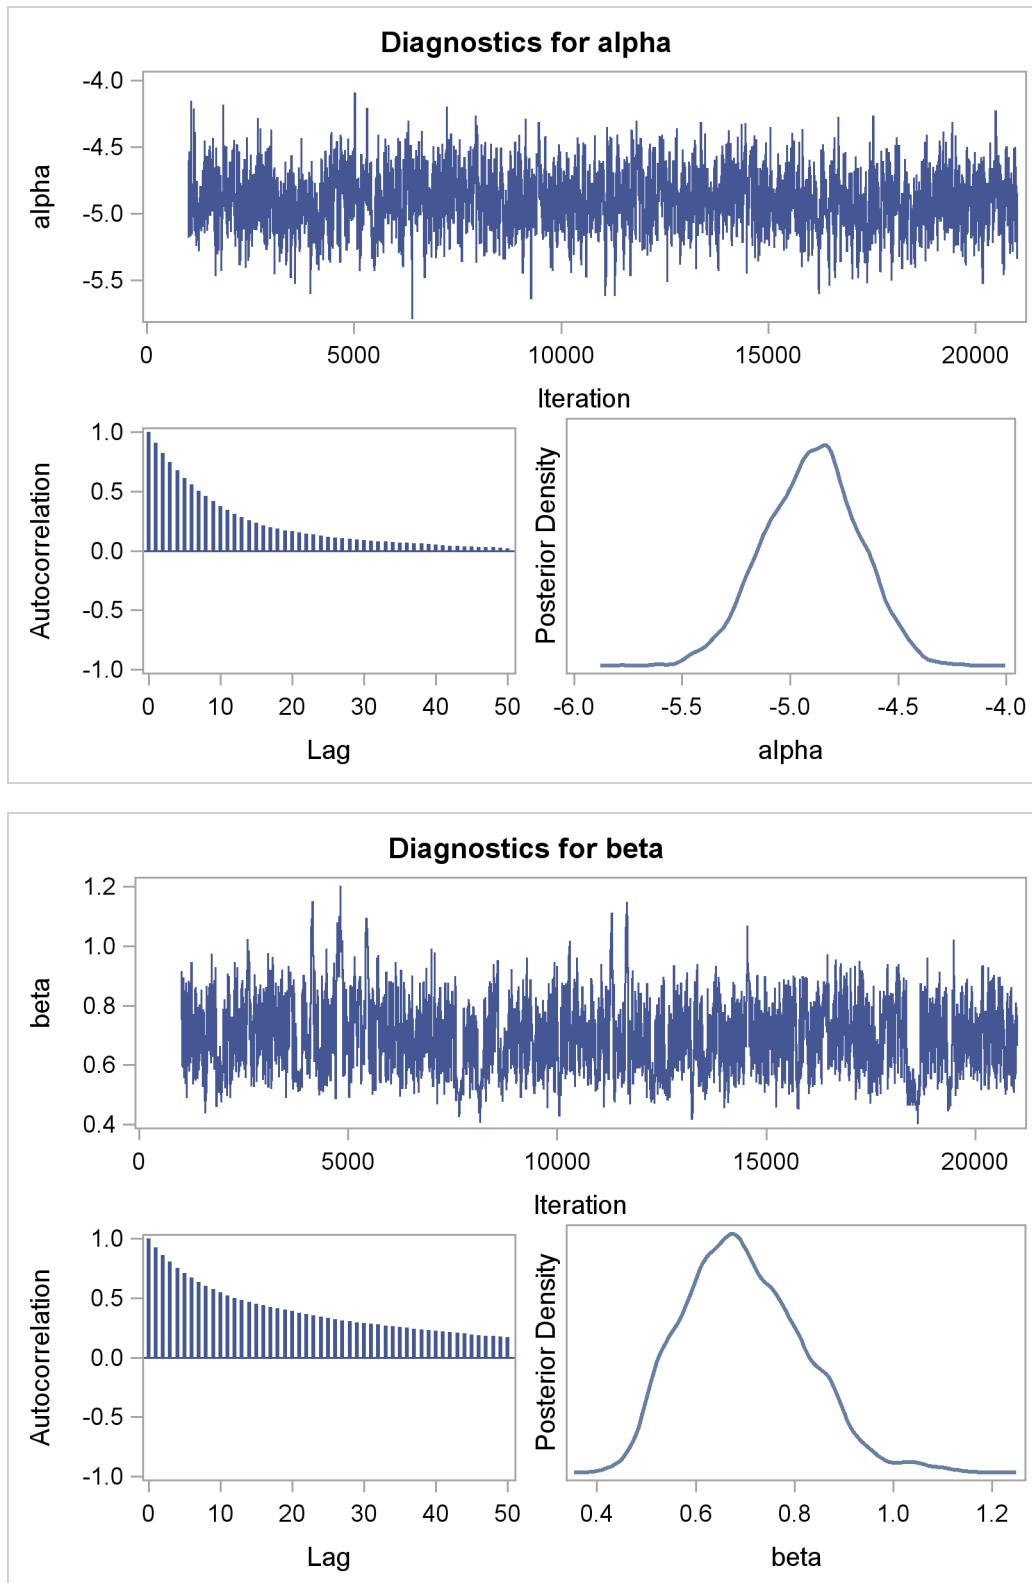 Diagnostics for alpha
-4.0
-4.5
-5.0
-5.5
alpha
0 5000 10000 15000 20000
Iteration
1.0
0.5
0.0
-0.5
-1.0
Autocorrelation
0 10 20 30 40 50
Lag
Posterior Density
-6.0 -5.5 -5.0 -4.5 -4.0
alpha
Diagnostics for beta
1.2
1.0
0.8
0.6
0.4
beta
0 5000 10000 15000 20000
Iteration
1.0
0.5
0.0
-0.5
-1.0
Autocorrelation
0 10 20 30 40 50
Lag
Posterior Density
0.4 0.6 0.8 1.0 1.2
beta